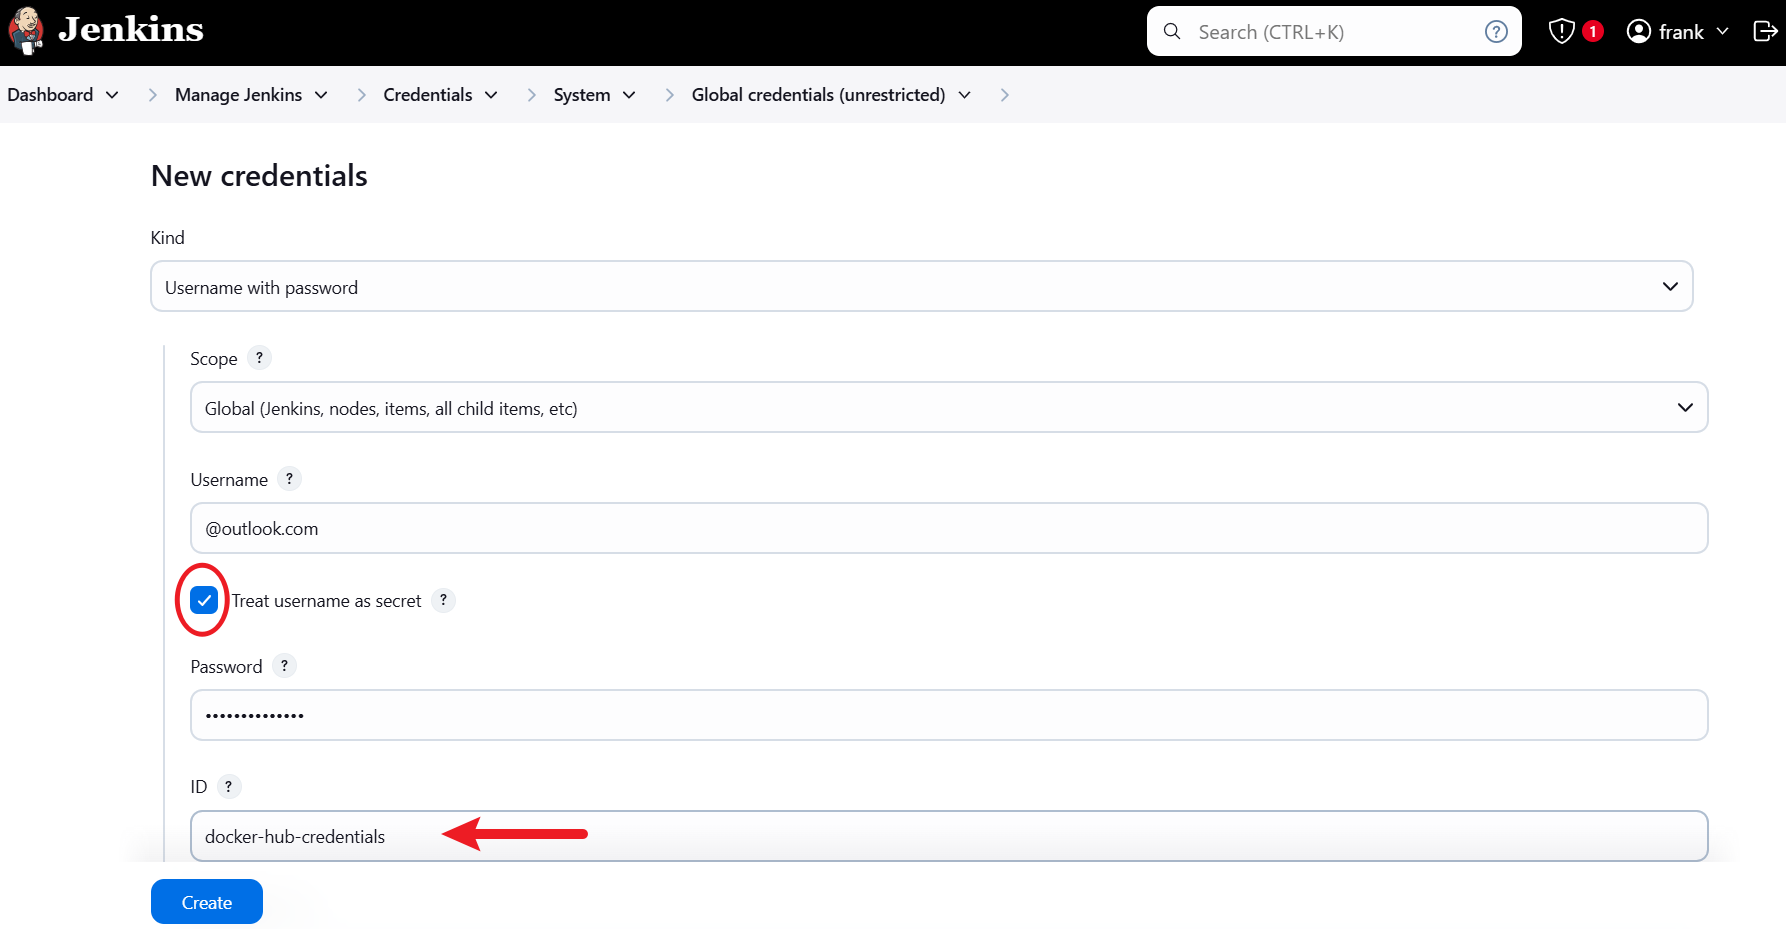 Jenkins
Search (CTRL+K) ?
1
frank
Dashboard Manage Jenkins Credentials System Global credentials (unrestricted)
New credentials
Kind
Username with password
Scope ?
Global (Jenkins, nodes, items, all child items, etc)
Username ?
@outlook.com
Treat username as secret ?
Password ?
••••••••••••••
ID ?
docker-hub-credentials
Create